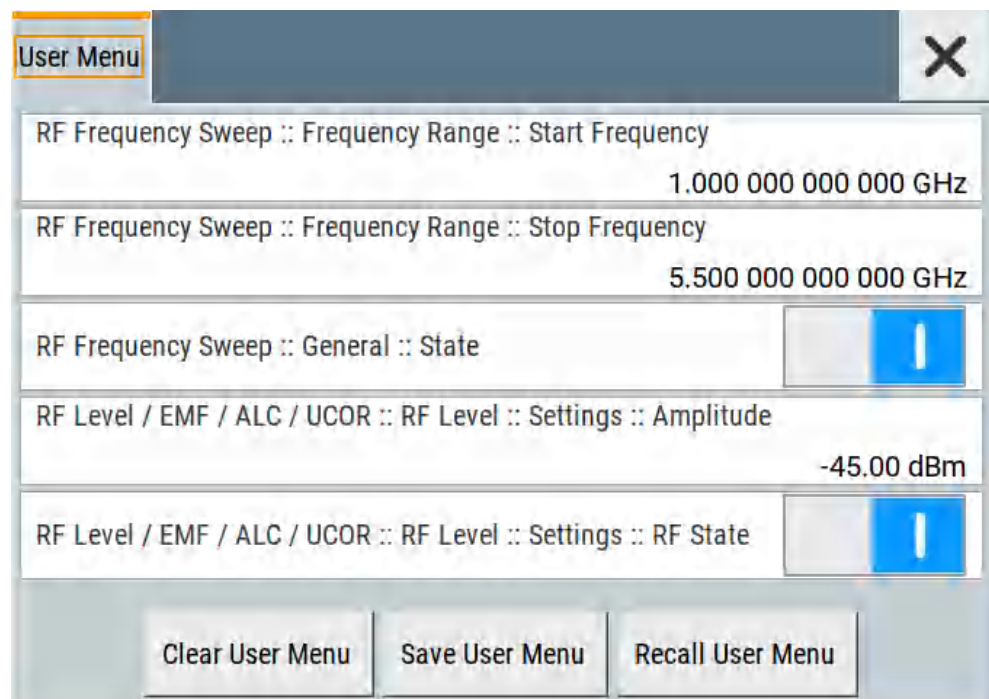 User Menu
RF Frequency Sweep :: Frequency Range :: Start Frequency
1.000 000 000 000 GHz
RF Frequency Sweep :: Frequency Range :: Stop Frequency
5.500 000 000 000 GHz
RF Frequency Sweep :: General :: State
RF Level / EMF / ALC / UCOR :: RF Level :: Settings :: Amplitude
-45.00 dBm
RF Level / EMF / ALC / UCOR :: RF Level :: Settings :: RF State
Clear User Menu
Save User Menu
Recall User Menu